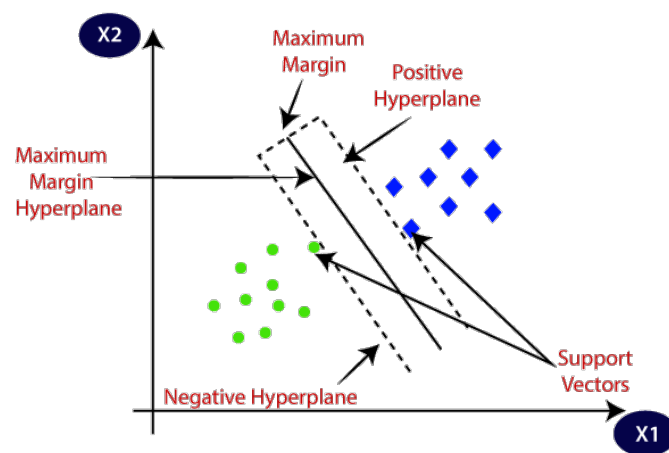 X2
Maximum
Margin
Positive
Hyperplane
Maximum
Margin
Hyperplane
Support
Vectors
Negative Hyperplane
X1